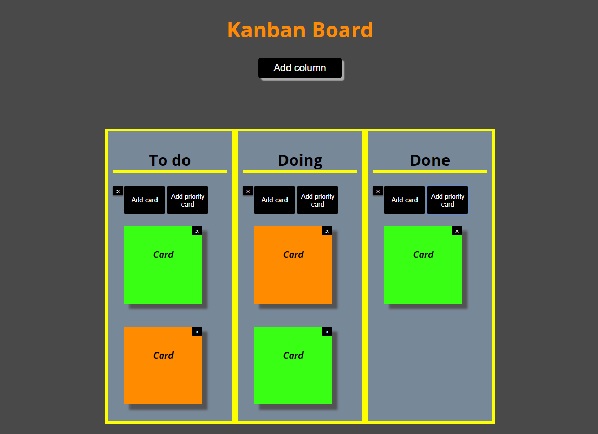 Kanban Board
Add column
To do
Doing
Done
x
Add card
Add priority
card
x
Add card
Add priority
card
x
Add card
Add priority
card
x
Card
x
Card
x
Card
x
Card
x
Card